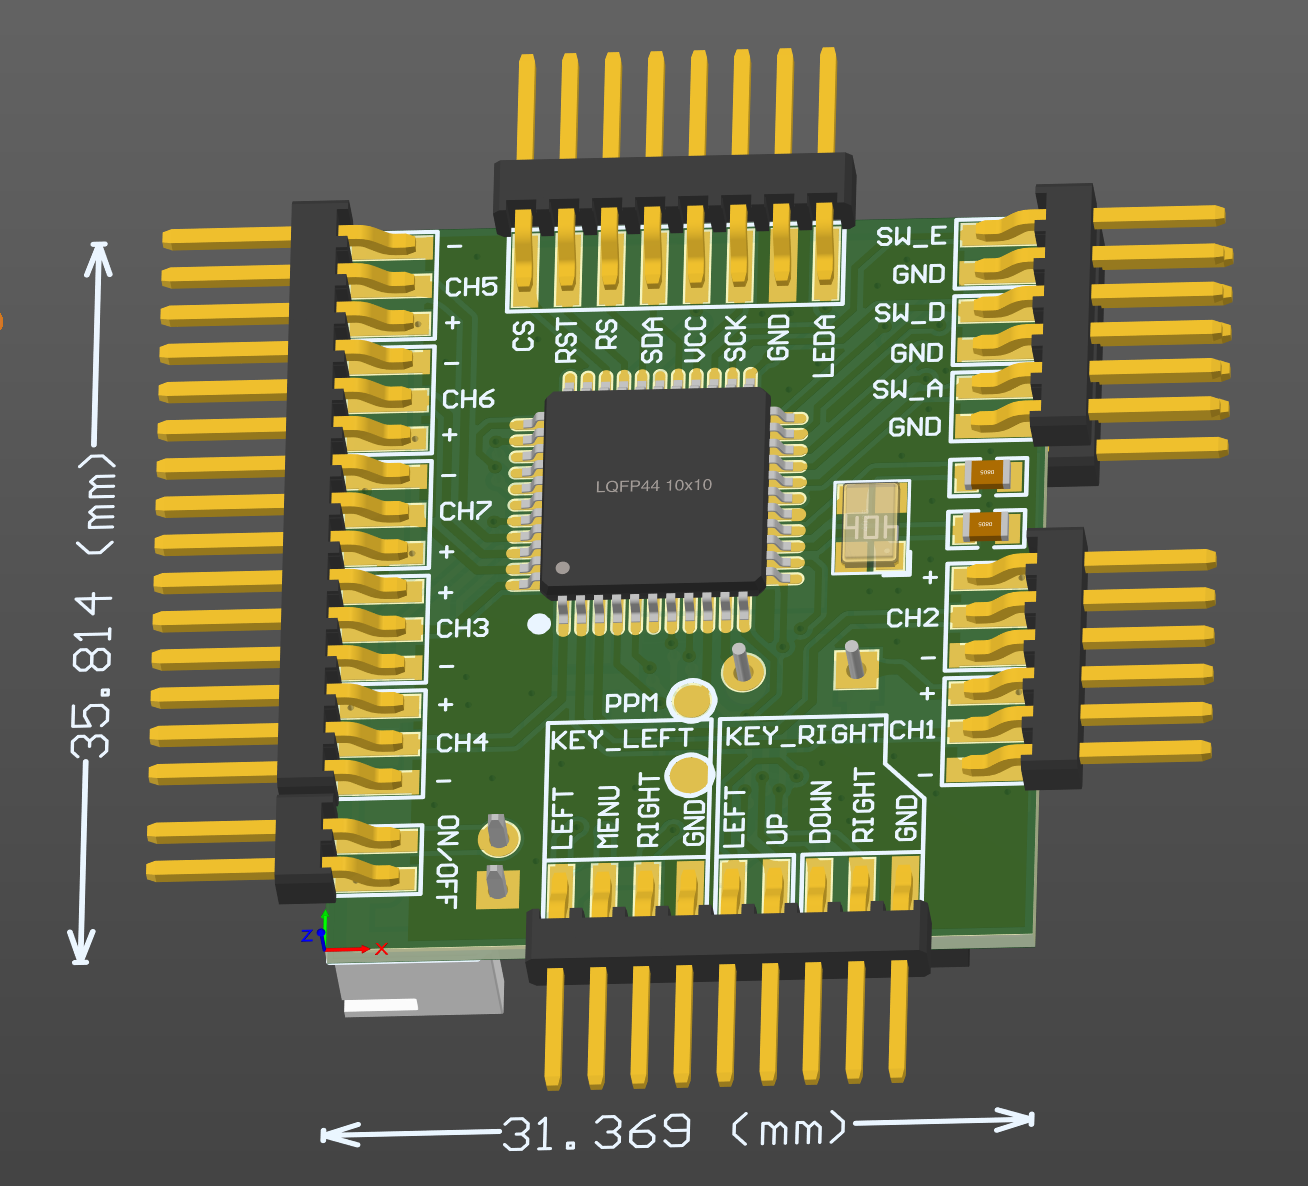 CS
RST
RS
SDA
VCC
SCK
GND
LEDA
-
CH5
+
-
CH6
+
-
CH7
+
+
CH3
-
+
CH4
-
ON/OFF
SW_E
GND
SW_D
GND
SW_A
GND
LQFP44 10x10
0805
0805
+
CH2
-
+
CH1
-
PPM
KEY_LEFT
LEFT
MENU
RIGHT
GND
KEY_RIGHT
LEFT
UP
DOWN
RIGHT
GND
35.814 (mm)
31.369 (mm)
Z
X